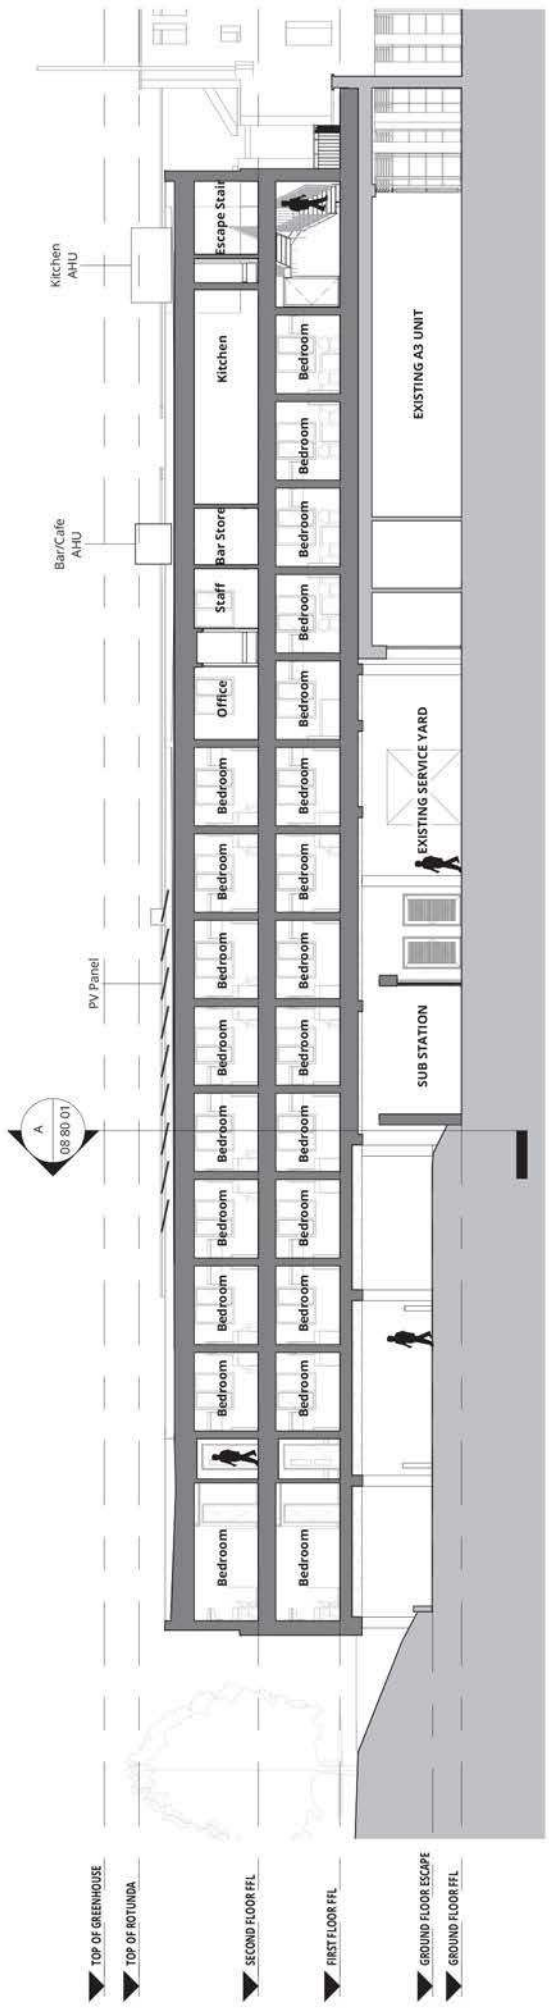 A
08 80 01
PV Panel
Bar/Cafe
AHU
Kitchen
AHU
TOP OF GREENHOUSE
TOP OF ROTUNDA
SECOND FLOOR FFL
Bedroom
Bedroom
Bedroom
Bedroom
Bedroom
Bedroom
Bedroom
Bedroom
Bedroom
Office
Staff
Bar Store
Kitchen
Escape Stair
FIRST FLOOR FFL
Bedroom
Bedroom
Bedroom
Bedroom
Bedroom
Bedroom
Bedroom
Bedroom
Bedroom
Bedroom
Bedroom
Bedroom
Bedroom
Bedroom
GROUND FLOOR ESCAPE
GROUND FLOOR FFL
SUB STATION
EXISTING SERVICE YARD
EXISTING A3 UNIT